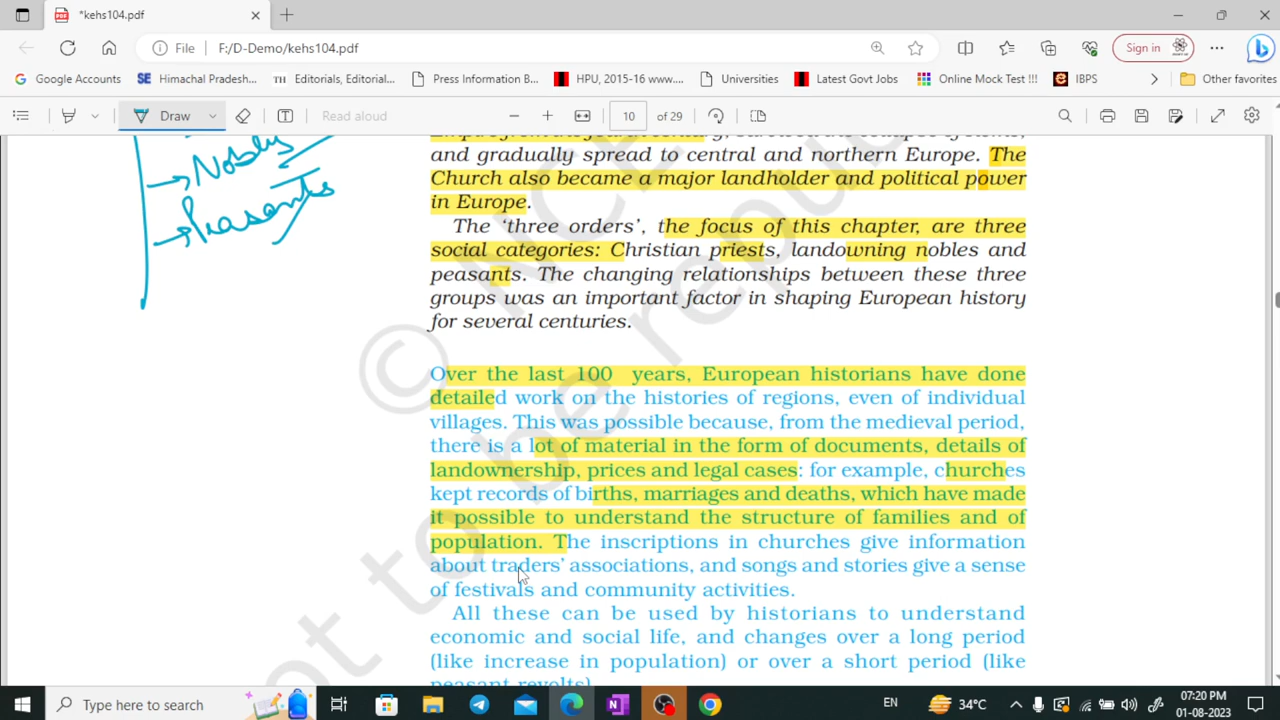 *kehs104.pdf
File F:/D-Demo/kehs104.pdf Sign in
Google Accounts SE Himachal Pradesh... TH Editorials, Editorial... Press Information B... HPU, 2015-16 www.... Universities Latest Govt Jobs Online Mock Test !!! IBPS Other favorites
Draw Read aloud 10 of 29
and gradually spread to central and northern Europe. The
Church also became a major landholder and political power
in Europe.
The ‘three orders’, the focus of this chapter, are three
social categories: Christian priests, landowning nobles and
peasants. The changing relationships between these three
groups was an important factor in shaping European history
for several centuries.
Nobles
Peasants
Over the last 100 years, European historians have done
detailed work on the histories of regions, even of individual
villages. This was possible because, from the medieval period,
there is a lot of material in the form of documents, details of
landownership, prices and legal cases: for example, churches
kept records of births, marriages and deaths, which have made
it possible to understand the structure of families and of
population. The inscriptions in churches give information
about traders’ associations, and songs and stories give a sense
of festivals and community activities.
All these can be used by historians to understand
economic and social life, and changes over a long period
(like increase in population) or over a short period (like
peasant revolts).
© NC
not to be republ
Type here to search EN 34°C 07:20 PM
01-08-2023